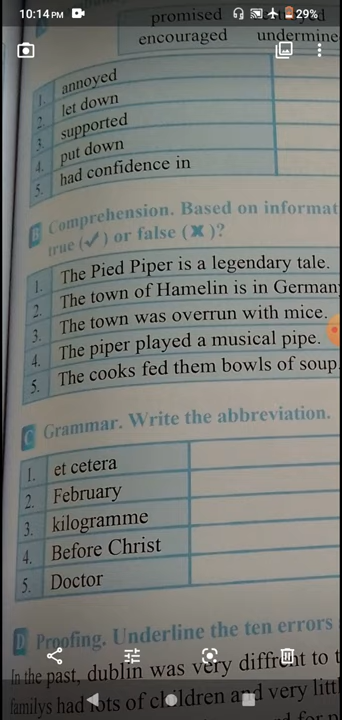 10:14 PM 29%
promised
encouraged undermine
1. annoyed
2. let down
3. supported
4. put down
5. had confidence in
B Comprehension. Based on informat
true (✓) or false (✗)?
1. The Pied Piper is a legendary tale.
2. The town of Hamelin is in German
3. The town was overrun with mice.
4. The piper played a musical pipe.
5. The cooks fed them bowls of soup.
C Grammar. Write the abbreviation.
1. et cetera
2. February
3. kilogramme
4. Before Christ
5. Doctor
D Proofing. Underline the ten errors
In the past, dublin was very diffrent to t
familys had lots of children and very littl